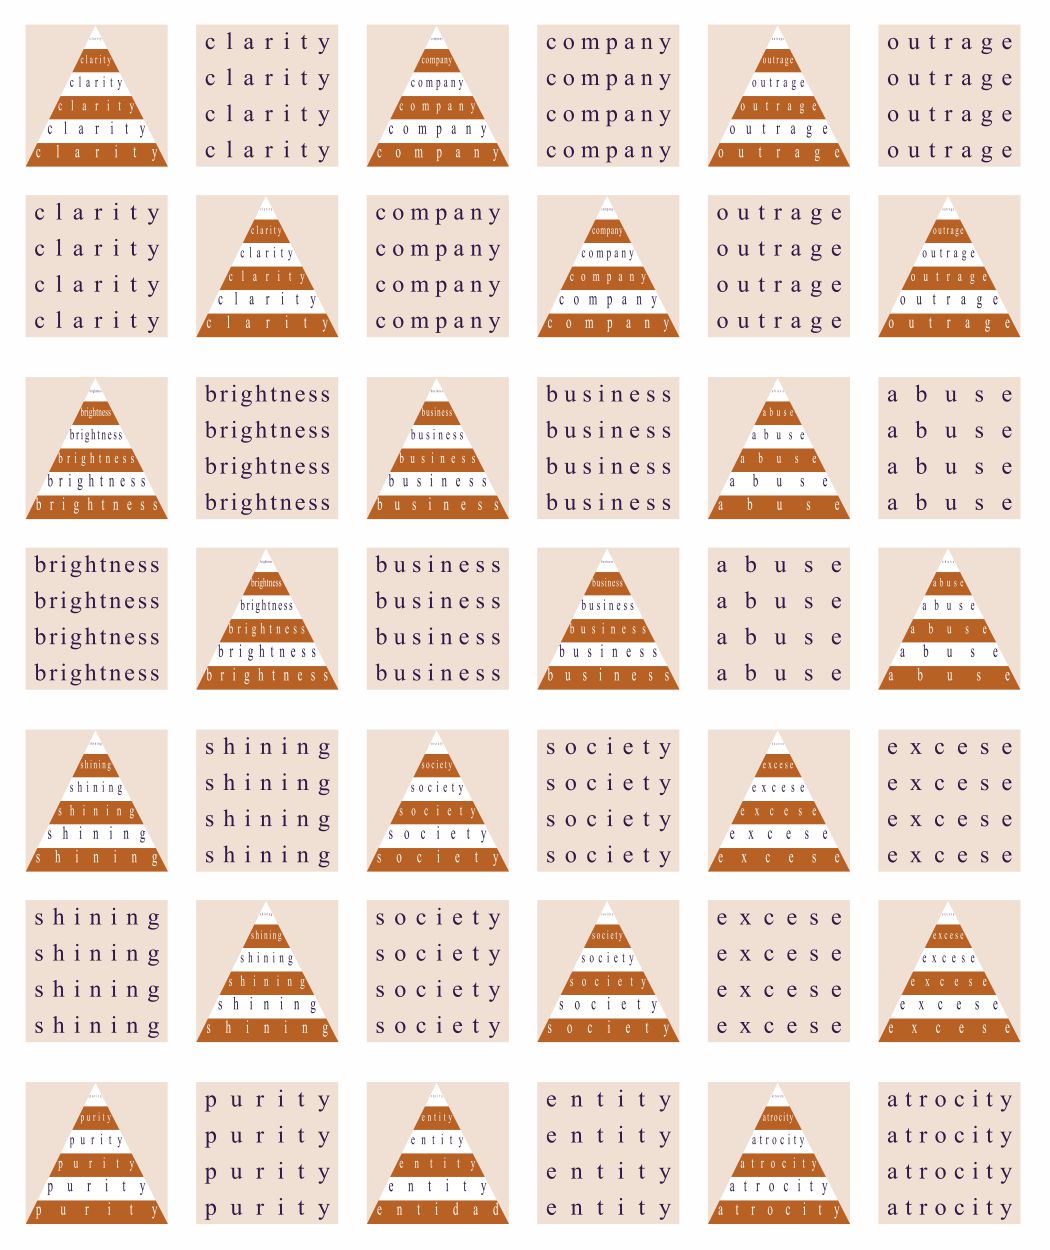 clarity
clarity
clarity
clarity
clarity
clarity
clarity
clarity
clarity
company
company
company
company
company
company
company
company
company
outrage
outrage
outrage
outrage
outrage
outrage
outrage
outrage
outrage
clarity
clarity
clarity
clarity
clarity
clarity
clarity
clarity
clarity
company
company
company
company
company
company
company
company
company
outrage
outrage
outrage
outrage
outrage
outrage
outrage
outrage
outrage
brightness
brightness
brightness
brightness
brightness
brightness
brightness
brightness
brightness
business
business
business
business
business
business
business
business
business
abuse
abuse
abuse
abuse
abuse
abuse
abuse
abuse
abuse
brightness
brightness
brightness
brightness
brightness
brightness
brightness
brightness
brightness
business
business
business
business
business
business
business
business
business
abuse
abuse
abuse
abuse
abuse
abuse
abuse
abuse
abuse
shining
shining
shining
shining
shining
shining
shining
shining
shining
society
society
society
society
society
society
society
society
society
excese
excese
excese
excese
excese
excese
excese
excese
excese
shining
shining
shining
shining
shining
shining
shining
shining
shining
society
society
society
society
society
society
society
society
society
excese
excese
excese
excese
excese
excese
excese
excese
excese
purity
purity
purity
purity
purity
purity
purity
purity
purity
entity
entity
entity
entity
entidad
entity
entity
entity
entity
atrocity
atrocity
atrocity
atrocity
atrocity
atrocity
atrocity
atrocity
atrocity